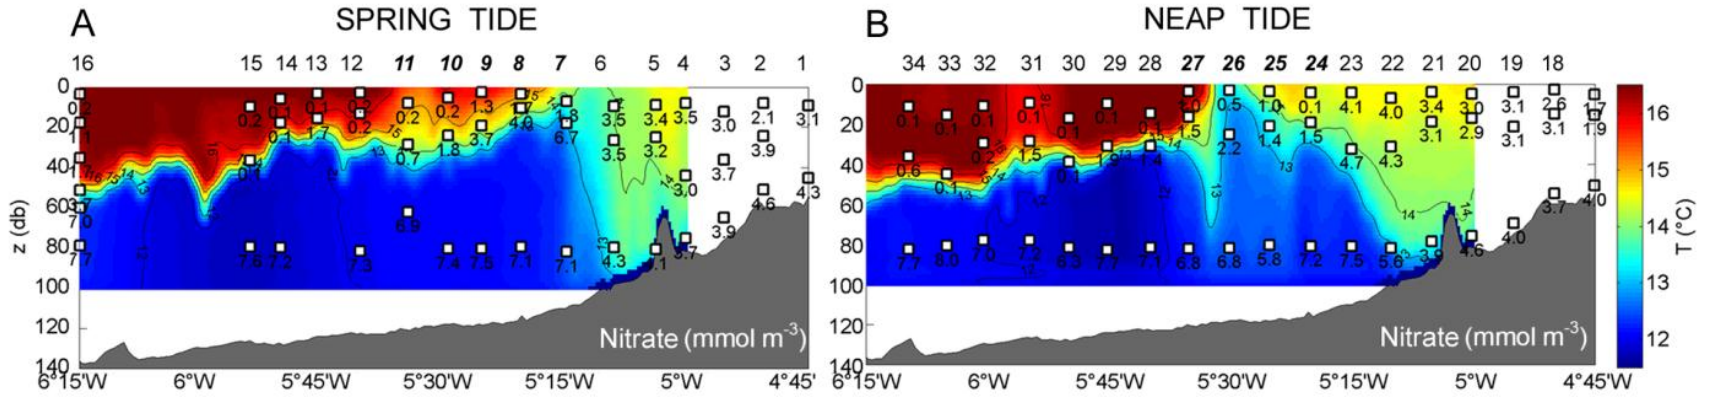 A SPRING TIDE
B NEAP TIDE
16 15 14 13 12 11 10 9 8 7 6 5 4 3 2 1
34 33 32 31 30 29 28 27 26 25 24 23 22 21 20 19 18
0
20
40
60
80
100
120
140
z (db)
0.2 0.2 0.1 0.1 0.2 0.2 0.2 1.3 1.8 3.5 3.4 3.5 3.0 2.1 3.1
0.1 1.7 0.2 4.0 6.7
0.1 0.7 1.8 3.7 3.5 3.2 3.0 3.7 3.9 4.3
7.0 6.9 3.9 4.6
7.7 7.6 7.2 7.3 7.4 7.5 7.1 7.1 4.3 3.7
0.1 0.1 0.1 0.1 0.1 0.1 2.0 0.5 1.0 0.1 4.1 4.0 3.4 3.0 3.1 2.6 1.7
1.5 1.5 3.1 2.9 3.1 3.1 1.9
0.6 0.1 0.2 1.5 0.1 1.9 1.4 2.2 1.4 4.7 4.3
7.7 8.0 7.0 7.2 6.3 7.7 7.1 6.8 6.8 5.8 7.2 7.5 5.6 3.9 4.6 4.0 3.7 4.0
16 15 14 13 12
Nitrate (mmol m⁻³)
Nitrate (mmol m⁻³)
6°15'W 6°W 5°45'W 5°30'W 5°15'W 5°W 4°45'
6°15'W 6°W 5°45'W 5°30'W 5°15'W 5°W 4°45'W
16
15
14
13
12
T (°C)